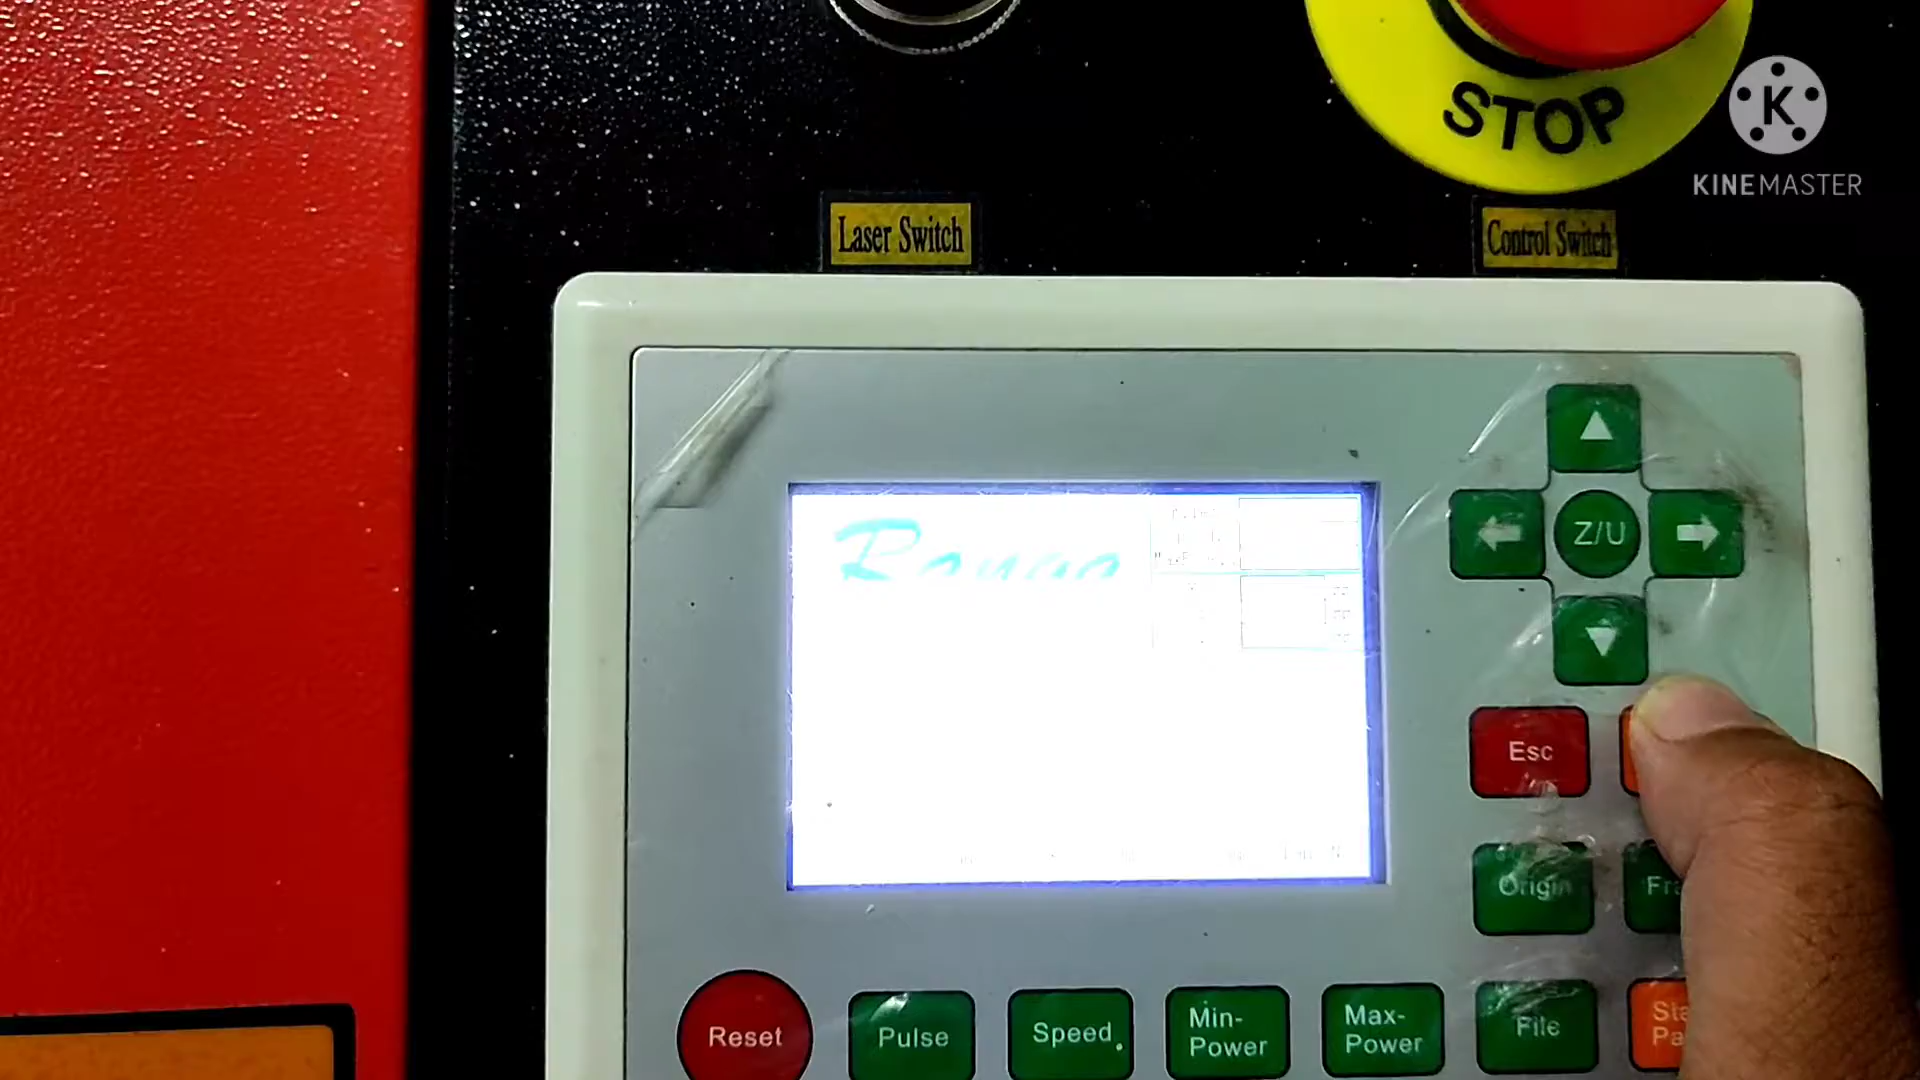 STOP
K
KINEMASTER
Laser Switch
Control Switch
Z/U
Esc
Origin
Reset
Pulse
Speed
Min-
Power
Max-
Power
File